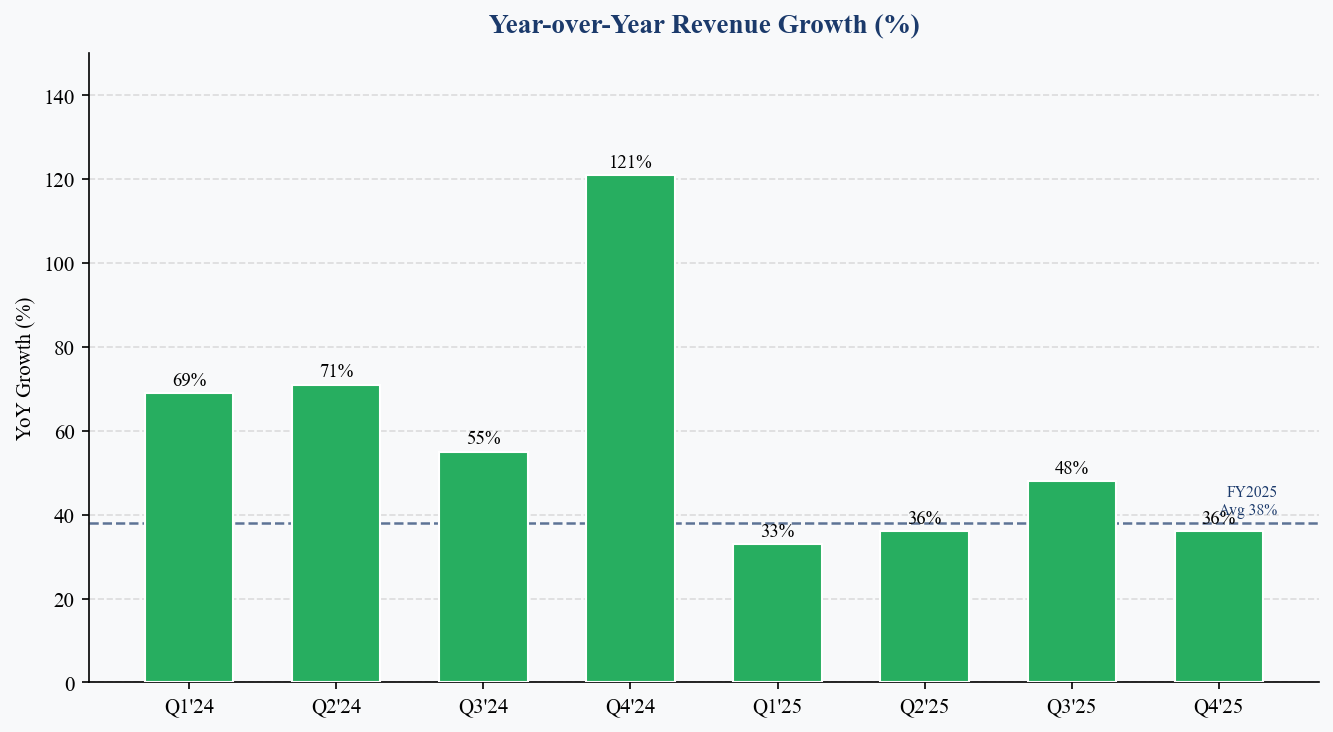 Year-over-Year Revenue Growth (%)
YoY Growth (%)
140
120
100
80
60
40
20
0
69%
71%
55%
121%
33%
36%
48%
36%
FY2025
Avg 38%
Q1'24
Q2'24
Q3'24
Q4'24
Q1'25
Q2'25
Q3'25
Q4'25